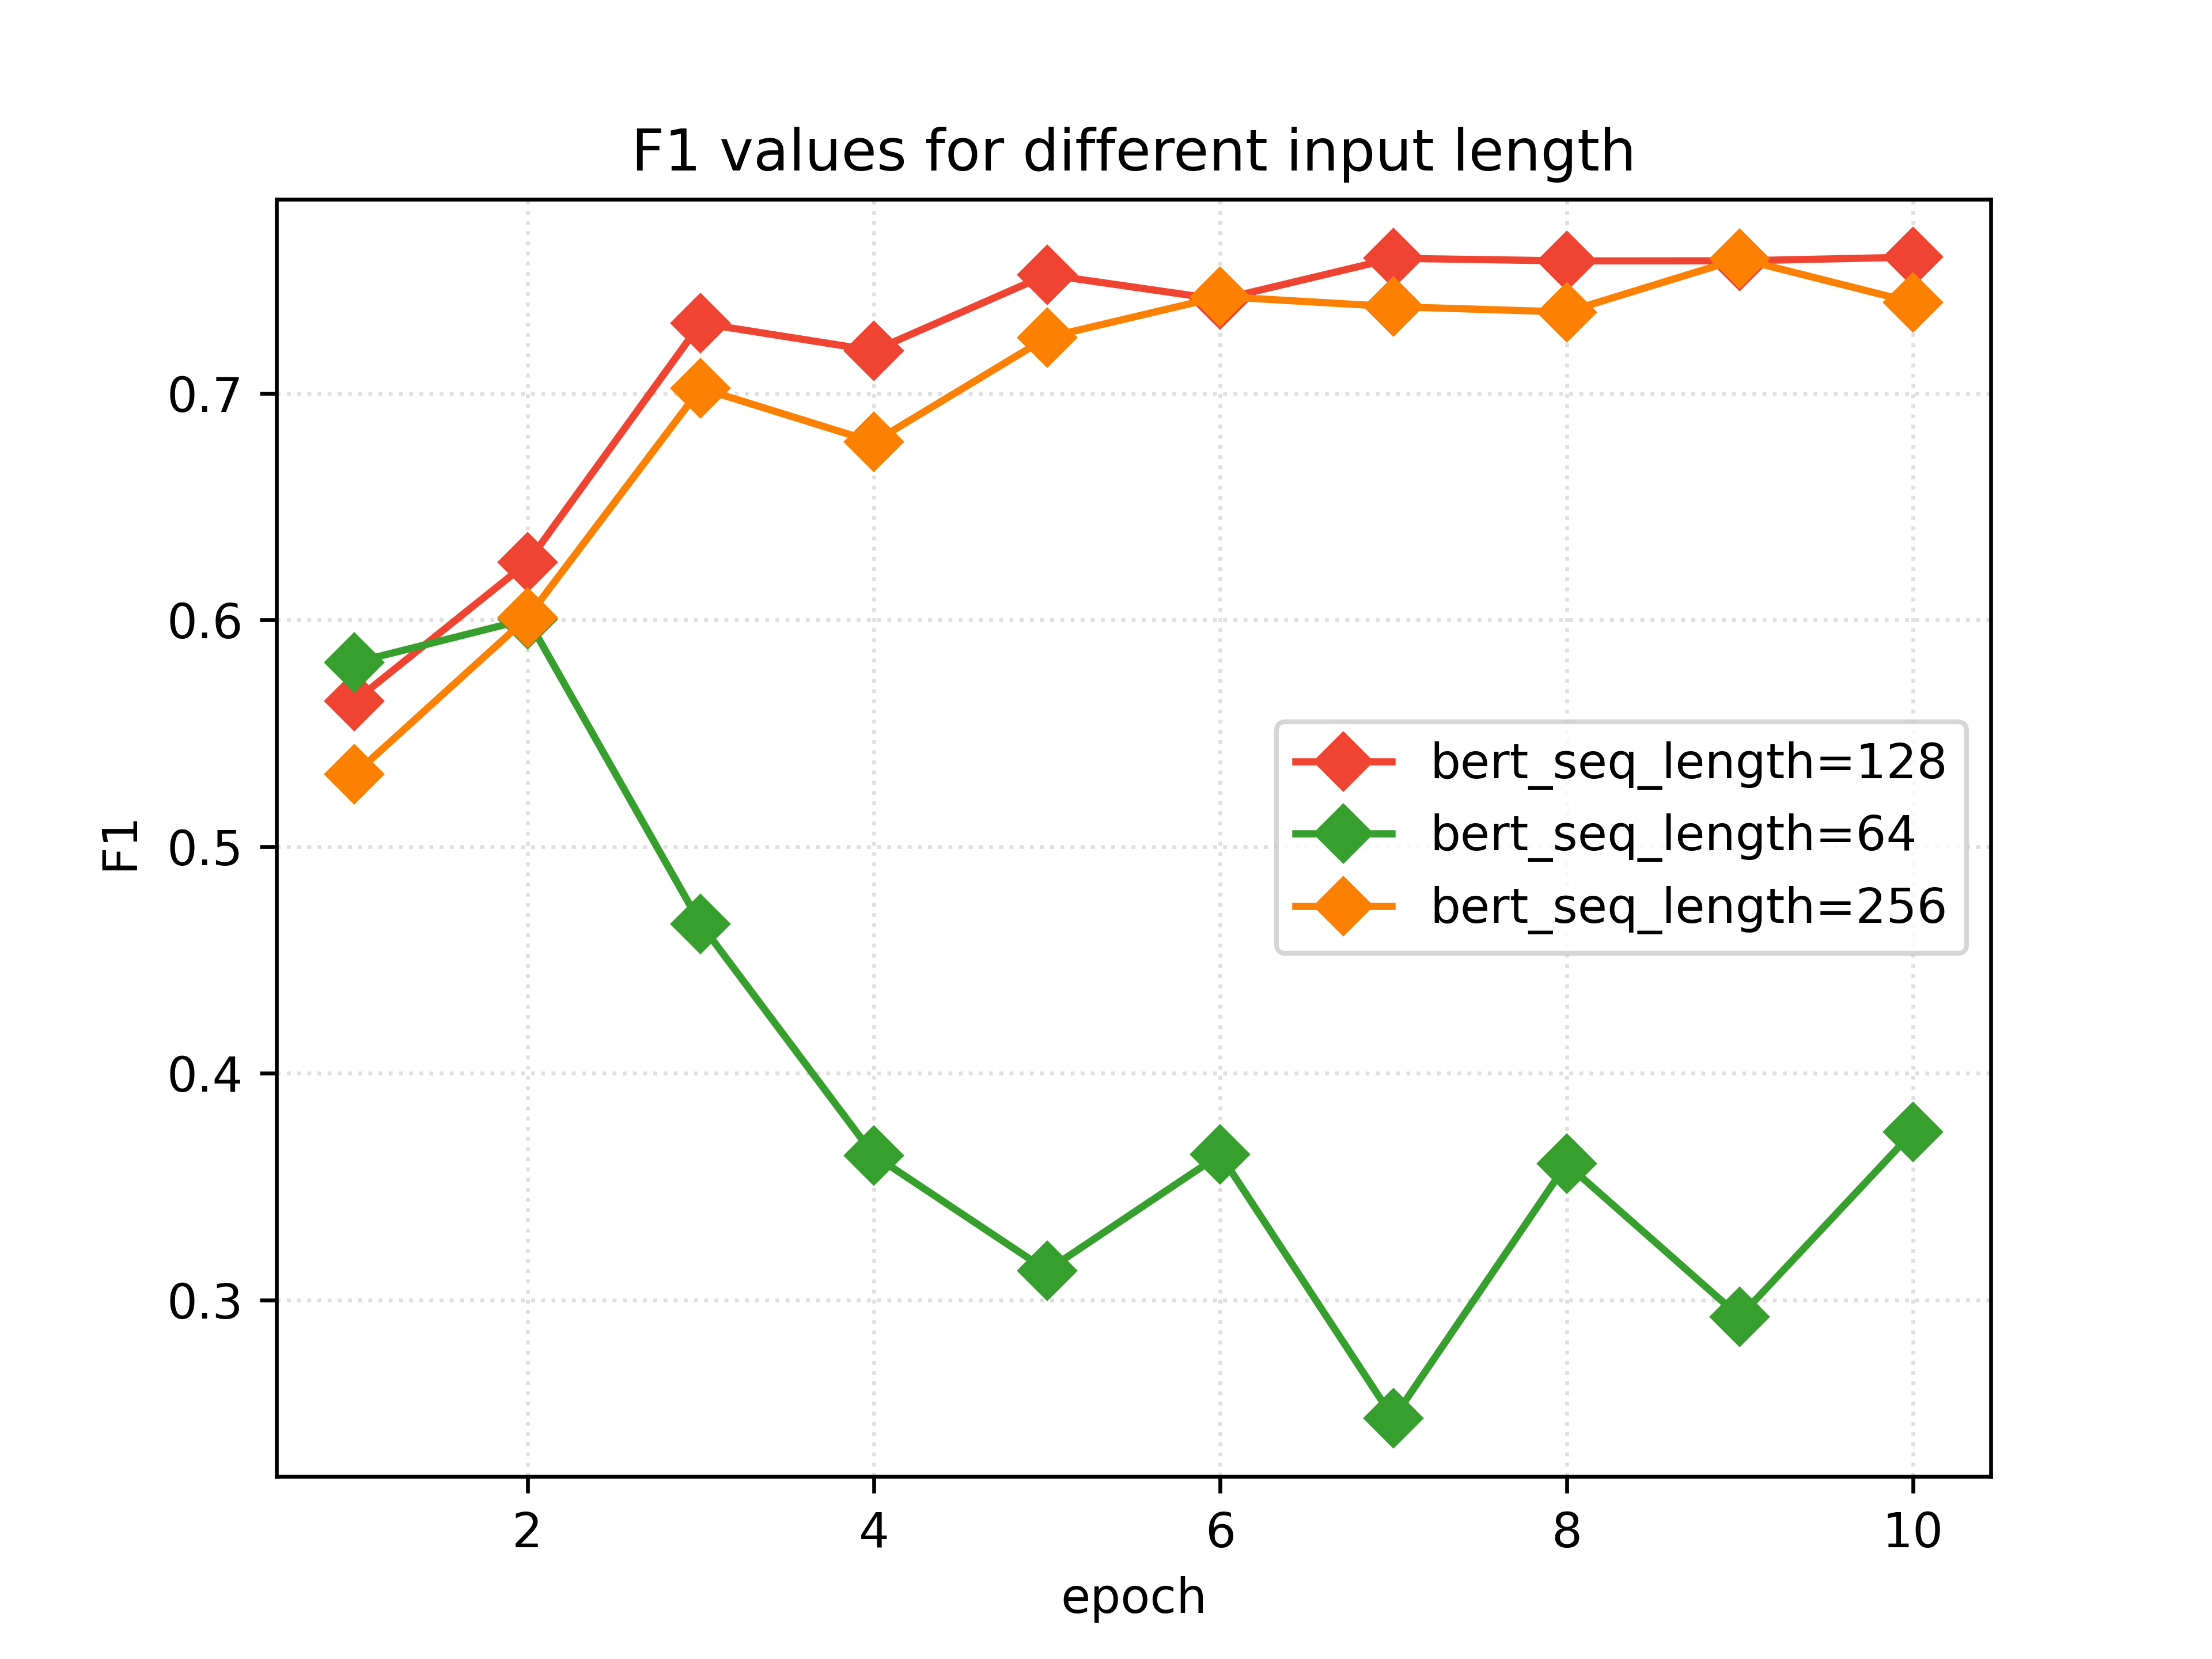 F1 values for different input length
0.7
0.6
0.5
0.4
0.3
F1
bert_seq_length=128
bert_seq_length=64
bert_seq_length=256
2 4 6 8 10
epoch